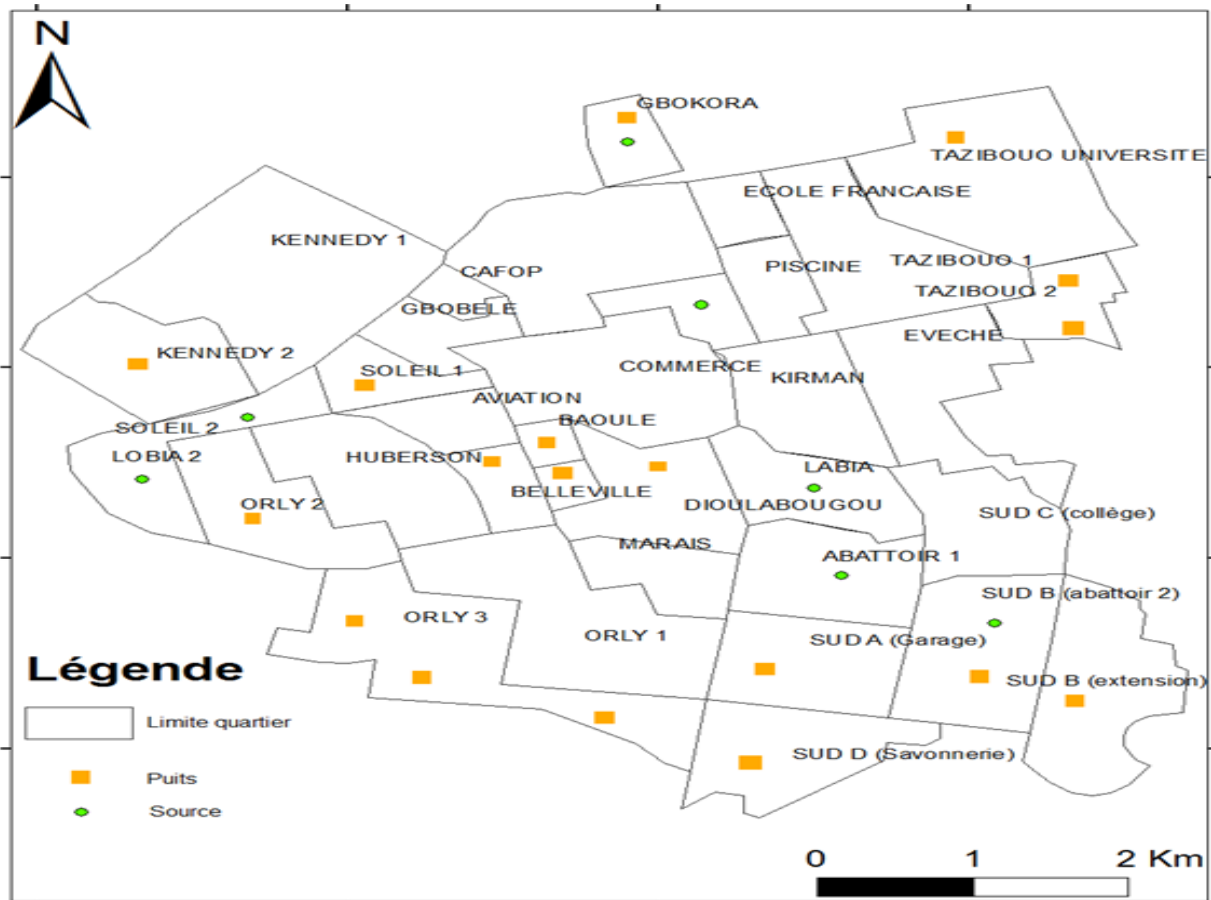 N
GBOKORA
TAZIBOUO UNIVERSITE
ECOLE FRANCAISE
KENNEDY 1
CAFOP
PISCINE
TAZIBOUO 1
TAZIBOUO 2
GBOBELE
EVECHE
KENNEDY 2
SOLEIL 1
COMMERCE
KIRMAN
AVIATION
BAOULE
SOLEIL 2
LOBIA 2
HUBERSON
LABIA
BELLEVILLE
DIOULABOUGOU
ORLY 2
SUD C (collège)
MARAIS
ABATTOIR 1
SUD B (abattoir 2)
ORLY 3
ORLY 1
SUD A (Garage)
SUD B (extension)
SUD D (Savonnerie)
Légende
Limite quartier
Puits
Source
0 1 2 Km